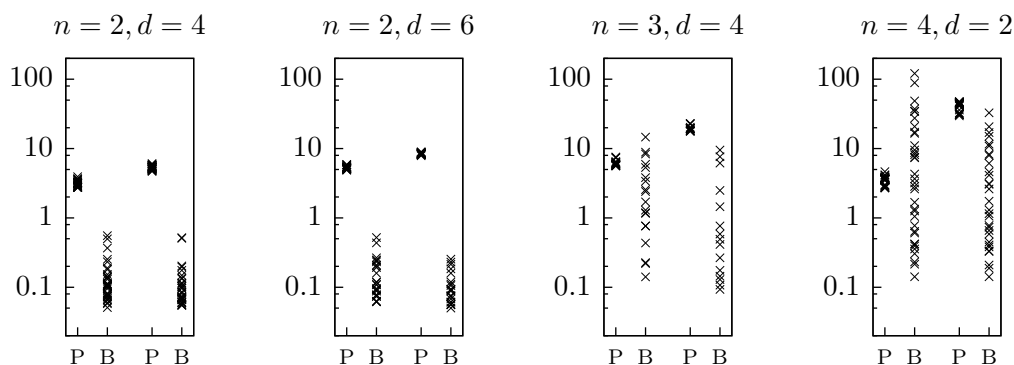 n = 2, d = 4
n = 2, d = 6
n = 3, d = 4
n = 4, d = 2
100
10
1
0.1
P B P B
100
10
1
0.1
P B P B
100
10
1
0.1
P B P B
100
10
1
0.1
P B P B